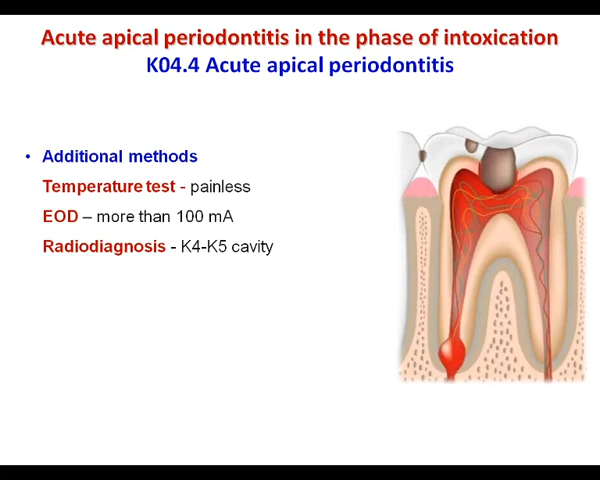 Acute apical periodontitis in the phase of intoxication
K04.4 Acute apical periodontitis
• Additional methods
Temperature test - painless
EOD – more than 100 mA
Radiodiagnosis - K4-K5 cavity